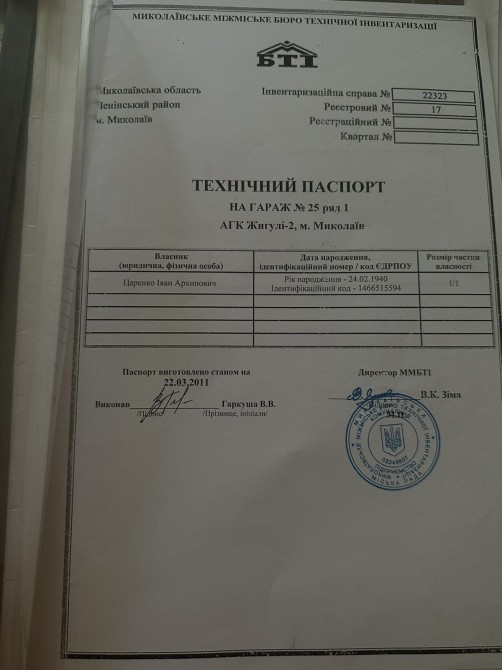 МИКОЛАЇВСЬКЕ МІЖМІСЬКЕ БЮРО ТЕХНІЧНОЇ ІНВЕНТАРИЗАЦІЇ
БТІ
Миколаївська область
Ленінський район
м. Миколаїв
Інвентаризаційна справа № 22323
Реєстровий № 17
Реєстраційний №
Квартал №
ТЕХНІЧНИЙ ПАСПОРТ
НА ГАРАЖ № 25 ряд 1
АГК Жигулі-2, м. Миколаїв
Власник
(юридична, фізична особа)
Дата народження,
ідентифікаційний номер / код ЄДРПОУ
Розмір частки
власності
Царенко Іван Архипович
Рік народження - 24.02.1940
Ідентифікаційний код - 1466515594
1/1
Паспорт виготовлено станом на
22.03.2011
Директор ММБТІ
Виконав Гаркуша В.В.
/Підпис/ /Прізвище, ініціали/
В.К. Зіма
М.П.